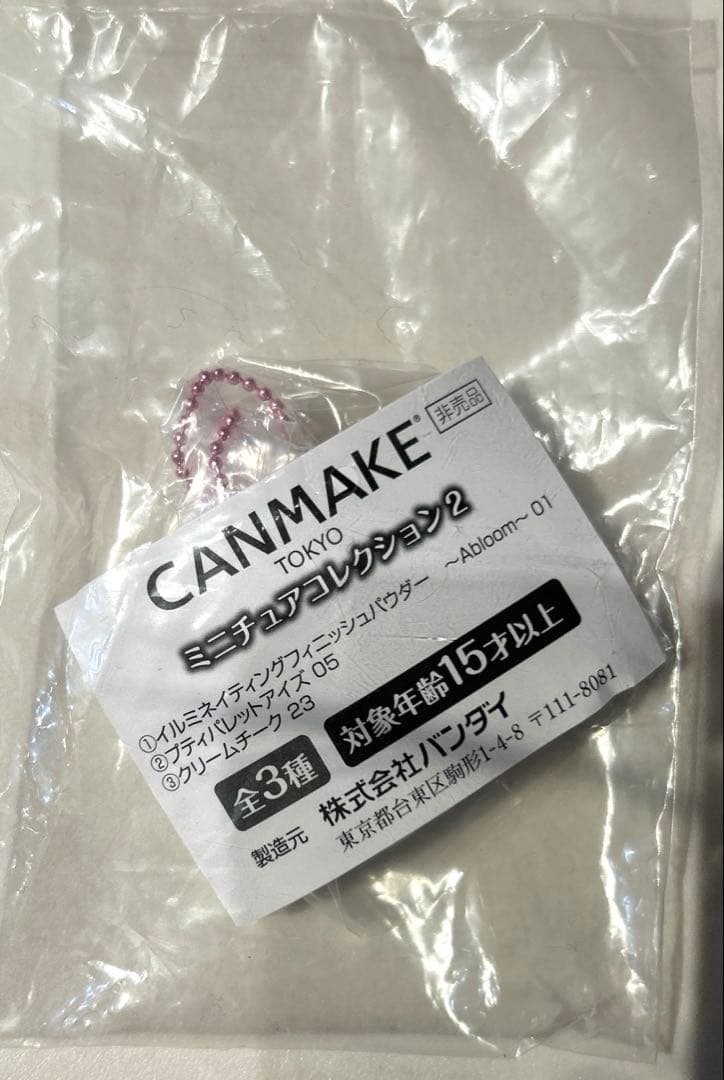 CANMAKE®
非売品
TOKYO
ミニチュアコレクション2
①イルミネイティングフィニッシュパウダー ～Abloom～ 01
②プティパレットアイズ 05
③クリームチーク 23
全3種
対象年齢15才以上
製造元 株式会社バンダイ
東京都台東区駒形1-4-8 〒111-8081